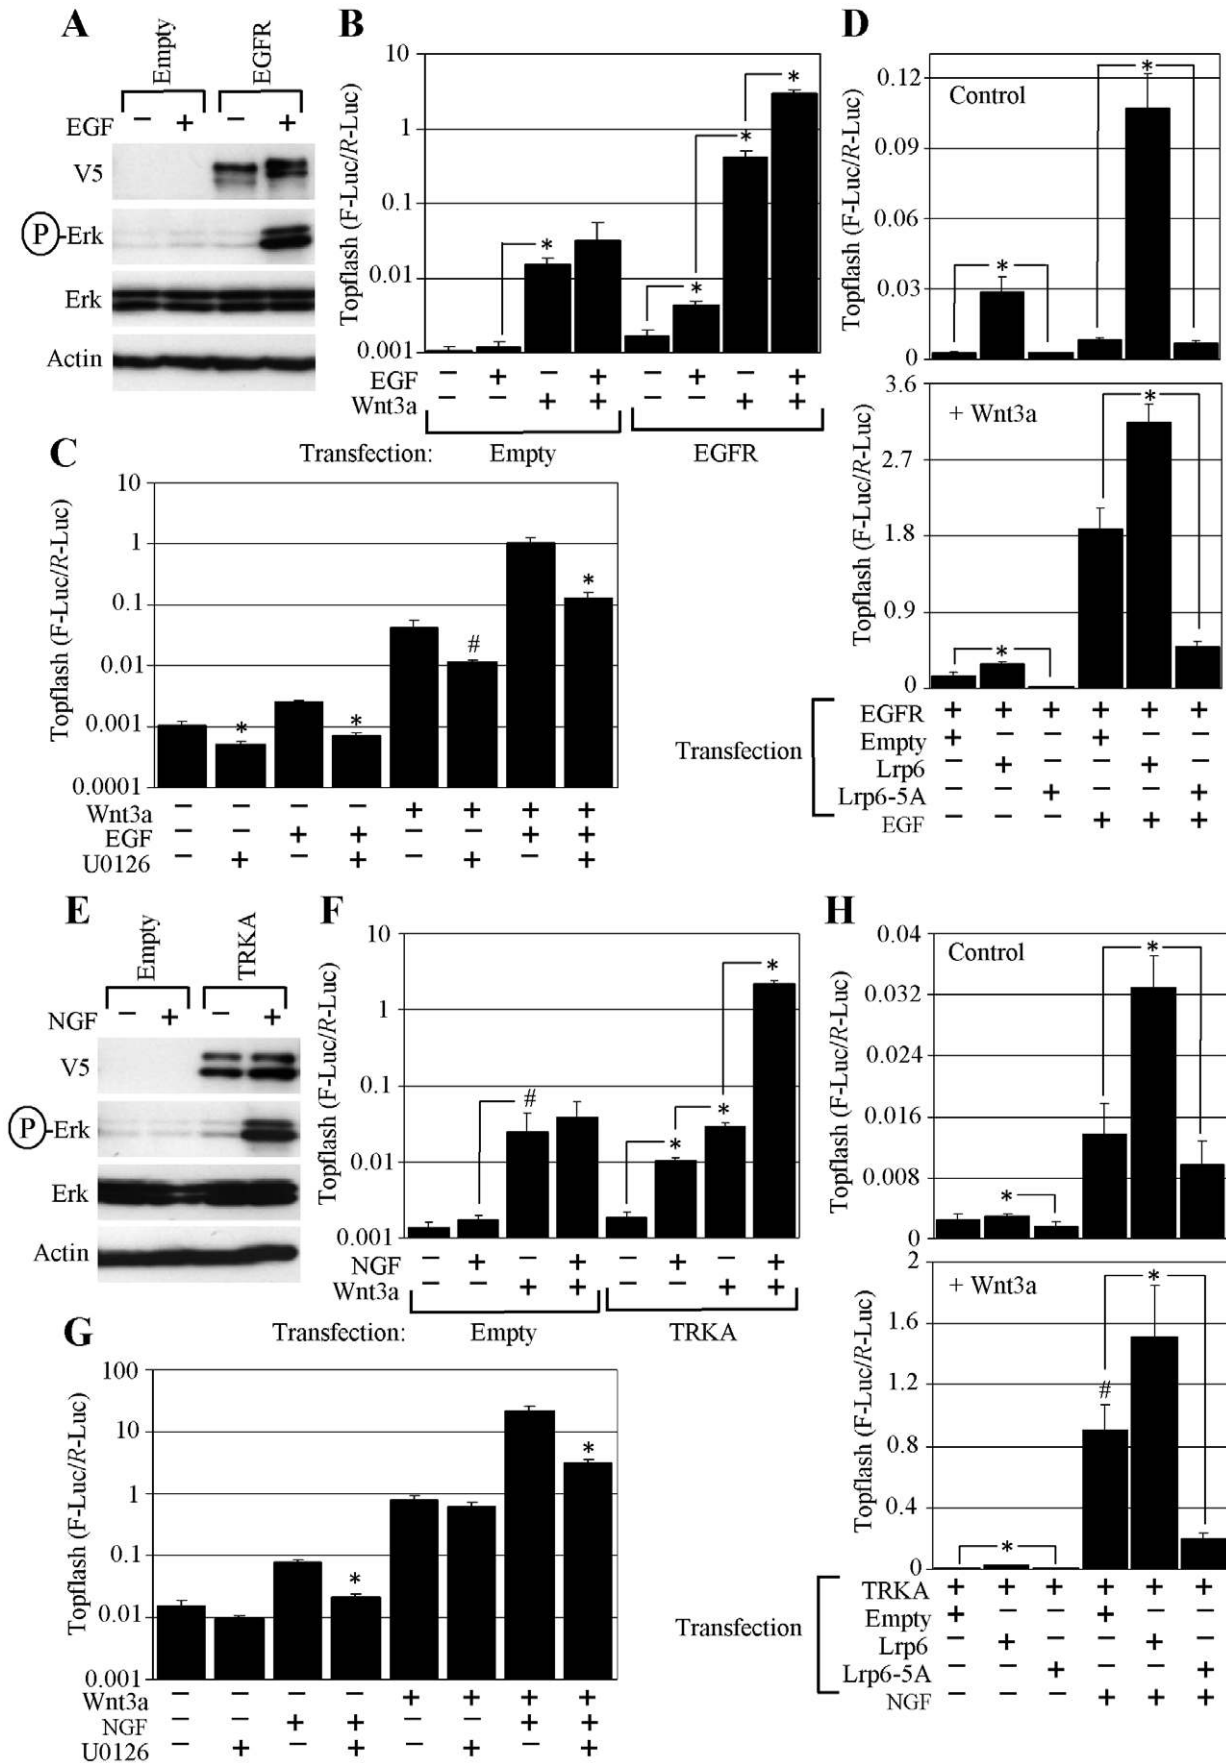 A
Empty
EGFR
EGF − + − +
V5
P-Erk
Erk
Actin
B
Topflash (F-Luc/R-Luc)
10
1
0.1
0.01
0.001
* * * *
EGF − + − + − + − +
Wnt3a − − + + − − + +
Transfection: Empty EGFR
C
Topflash (F-Luc/R-Luc)
10
1
0.1
0.01
0.001
0.0001
* * # *
Wnt3a − − − − + + + +
EGF − − + + − − + +
U0126 − + − + − + − +
D
Topflash (F-Luc/R-Luc)
Control
0.12
0.09
0.06
0.03
0
* *
Topflash (F-Luc/R-Luc)
+ Wnt3a
3.6
2.7
1.8
0.9
0
* *
Transfection
EGFR + + + + + +
Empty + − − + − −
Lrp6 − + − − + −
Lrp6-5A − − + − − +
EGF − − − + + +
E
Empty
TRKA
NGF − + − +
V5
P-Erk
Erk
Actin
F
Topflash (F-Luc/R-Luc)
10
1
0.1
0.01
0.001
# * * *
NGF − + − + − + − +
Wnt3a − − + + − − + +
Transfection: Empty TRKA
G
Topflash (F-Luc/R-Luc)
100
10
1
0.1
0.01
0.001
* *
Wnt3a − − − − + + + +
NGF − − + + − − + +
U0126 − + − + − + − +
H
Topflash (F-Luc/R-Luc)
Control
0.04
0.032
0.024
0.016
0.008
0
* *
Topflash (F-Luc/R-Luc)
+ Wnt3a
2
1.6
1.2
0.8
0.4
0
* # *
Transfection
TRKA + + + + + +
Empty + − − + − −
Lrp6 − + − − + −
Lrp6-5A − − + − − +
NGF − − − + + +